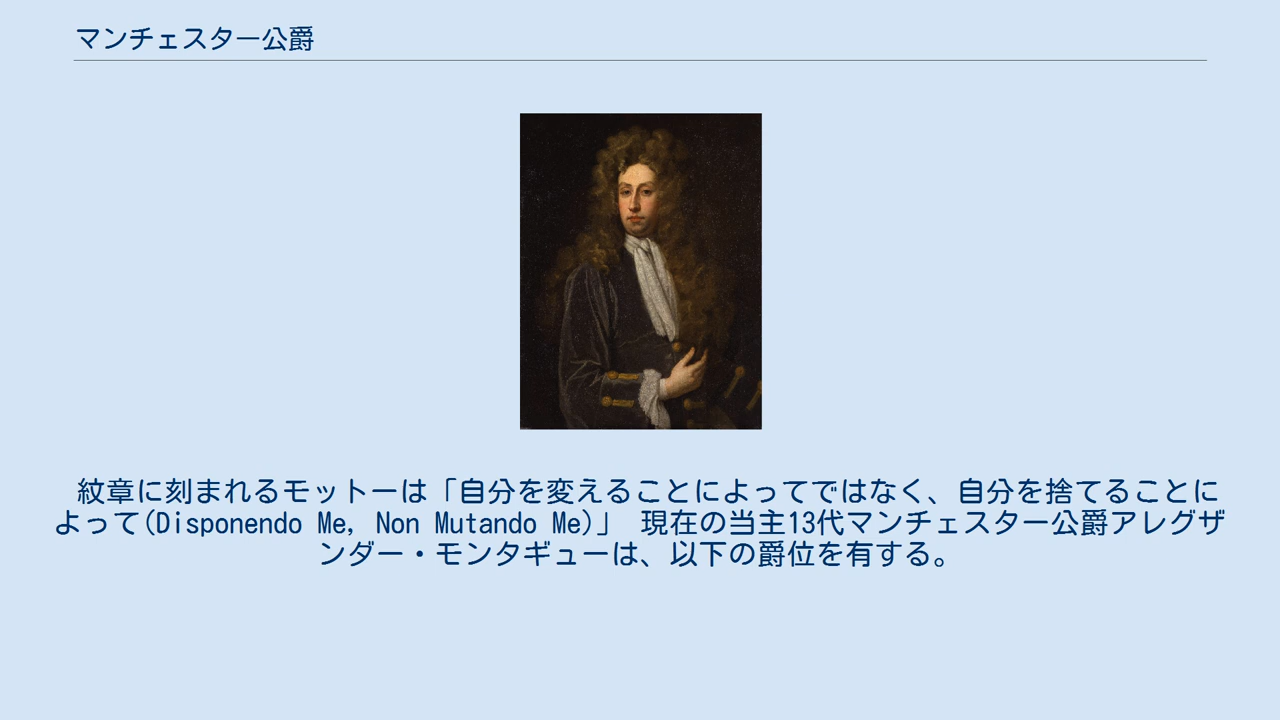 マンチェスター公爵
紋章に刻まれるモットーは「自分を変えることによってではなく、自分を捨てることに
よって(Disponendo Me, Non Mutando Me)」 現在の当主13代マンチェスター公爵アレグザ
ンダー・モンタギューは、以下の爵位を有する。